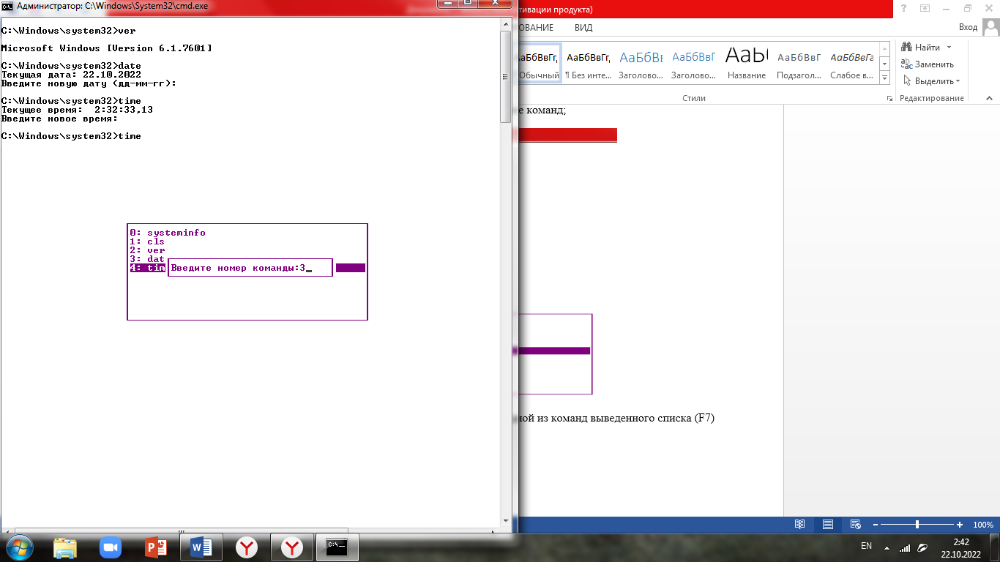 Администратор: C:\Windows\System32\cmd.exe
C:\Windows\system32>ver
Microsoft Windows [Version 6.1.7601]
C:\Windows\system32>date
Текущая дата: 22.10.2022
Введите новую дату (дд-мм-гг):
C:\Windows\system32>time
Текущее время:  2:32:33,13
Введите новое время:
C:\Windows\system32>time
0: systeminfo
1: cls
2: ver
3: dat
4: tim
Введите номер команды:3
тивации продукта)
ОВАНИЕ ВИД
Вход
АаБбВвГг, АаБбВвГг, АаБбВ АаБбВвГ АаБ АаБбВвГ АаБбВвГг
Обычный ¶ Без инте... Заголово... Заголово... Название Подзагол... Слабое в...
Стили
Найти
Заменить
Выделить
Редактирование
е команд;
ной из команд выведенного списка (F7)
100%
EN
2:42
22.10.2022